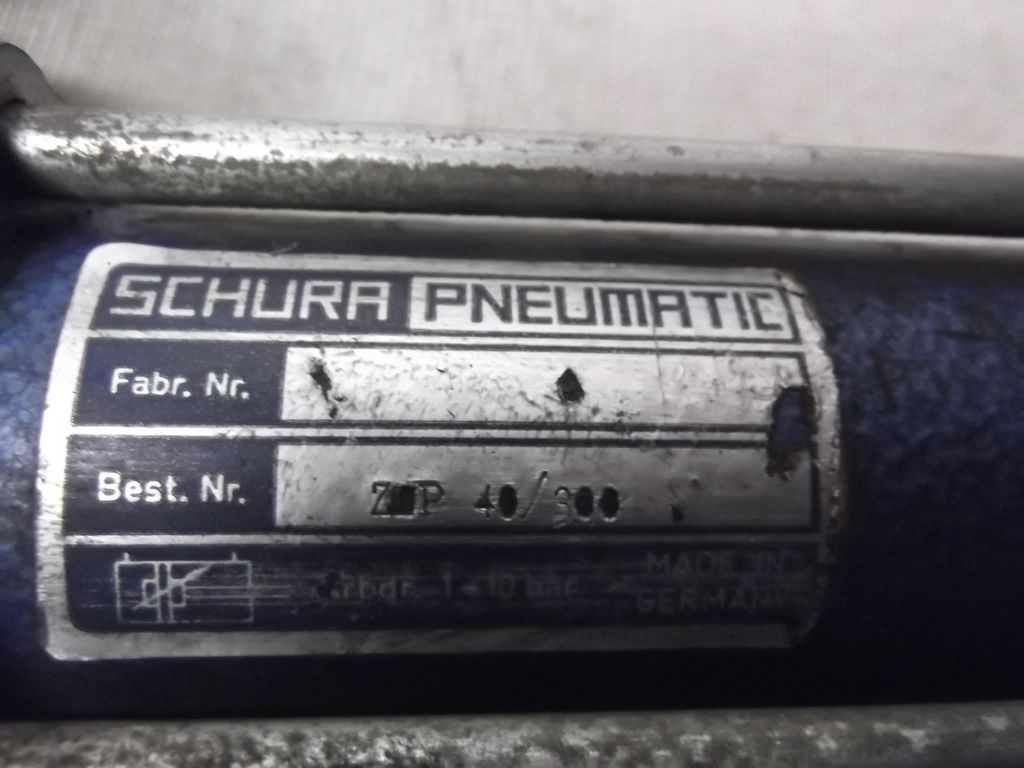 SCHURA PNEUMATIC
Fabr. Nr.
Best. Nr. 40/300
1-10 bar
MADE IN
GERMANY